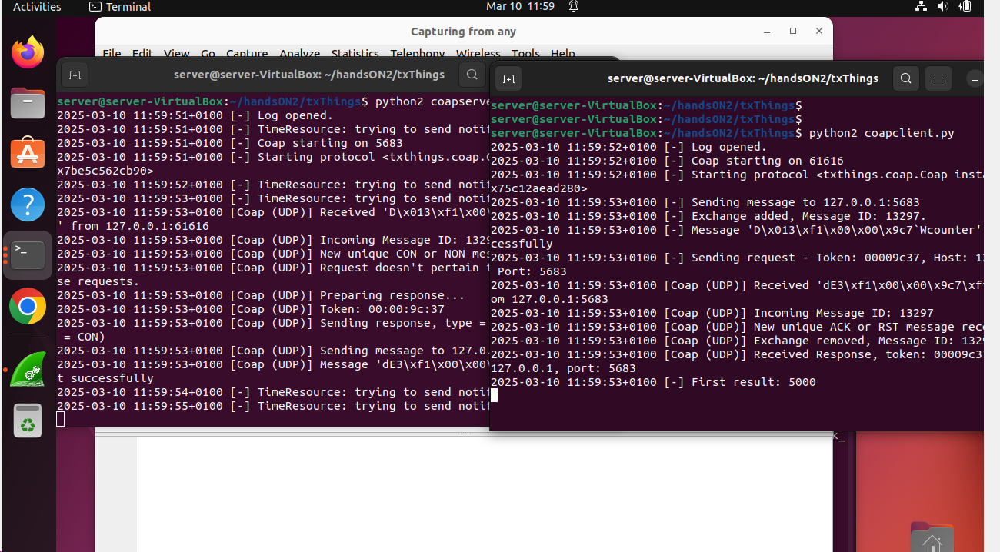 Activities
Terminal
Mar 10 11:59
Capturing from any
File Edit View Go Capture Analyze Statistics Telephony Wireless Tools Help
server@server-VirtualBox: ~/handsON2/txThings
server@server-VirtualBox:~/handsON2/txThings$ python2 coapserve
2025-03-10 11:59:51+0100 [-] Log opened.
2025-03-10 11:59:51+0100 [-] TimeResource: trying to send notif
2025-03-10 11:59:51+0100 [-] Coap starting on 5683
2025-03-10 11:59:51+0100 [-] Starting protocol <txthings.coap.C
x7be5c562cb90>
2025-03-10 11:59:52+0100 [-] TimeResource: trying to send notif
2025-03-10 11:59:53+0100 [-] TimeResource: trying to send notif
2025-03-10 11:59:53+0100 [Coap (UDP)] Received 'D\x013\xf1\x00\
' from 127.0.0.1:61616
2025-03-10 11:59:53+0100 [Coap (UDP)] Incoming Message ID: 1329
2025-03-10 11:59:53+0100 [Coap (UDP)] New unique CON or NON mes
2025-03-10 11:59:53+0100 [Coap (UDP)] Request doesn't pertain t
se requests.
2025-03-10 11:59:53+0100 [Coap (UDP)] Preparing response...
2025-03-10 11:59:53+0100 [Coap (UDP)] Token: 00:00:9c:37
2025-03-10 11:59:53+0100 [Coap (UDP)] Sending response, type =
= CON)
2025-03-10 11:59:53+0100 [Coap (UDP)] Sending message to 127.0.
2025-03-10 11:59:53+0100 [Coap (UDP)] Message 'dE3\xf1\x00\x00\
t successfully
2025-03-10 11:59:54+0100 [-] TimeResource: trying to send notif
2025-03-10 11:59:55+0100 [-] TimeResource: trying to send notif
server@server-VirtualBox: ~/handsON2/txThings
server@server-VirtualBox:~/handsON2/txThings$
server@server-VirtualBox:~/handsON2/txThings$
server@server-VirtualBox:~/handsON2/txThings$ python2 coapclient.py
2025-03-10 11:59:52+0100 [-] Log opened.
2025-03-10 11:59:52+0100 [-] Coap starting on 61616
2025-03-10 11:59:52+0100 [-] Starting protocol <txthings.coap.Coap insta
x75c12aead280>
2025-03-10 11:59:53+0100 [-] Sending message to 127.0.0.1:5683
2025-03-10 11:59:53+0100 [-] Exchange added, Message ID: 13297.
2025-03-10 11:59:53+0100 [-] Message 'D\x013\xf1\x00\x00\x9c7`Wcounter'
cessfully
2025-03-10 11:59:53+0100 [-] Sending request - Token: 00009c37, Host: 12
Port: 5683
2025-03-10 11:59:53+0100 [Coap (UDP)] Received 'dE3\xf1\x00\x00\x9c7\xff
om 127.0.0.1:5683
2025-03-10 11:59:53+0100 [Coap (UDP)] Incoming Message ID: 13297
2025-03-10 11:59:53+0100 [Coap (UDP)] New unique ACK or RST message rece
2025-03-10 11:59:53+0100 [Coap (UDP)] Exchange removed, Message ID: 1329
2025-03-10 11:59:53+0100 [Coap (UDP)] Received Response, token: 00009c37
127.0.0.1, port: 5683
2025-03-10 11:59:53+0100 [-] First result: 5000